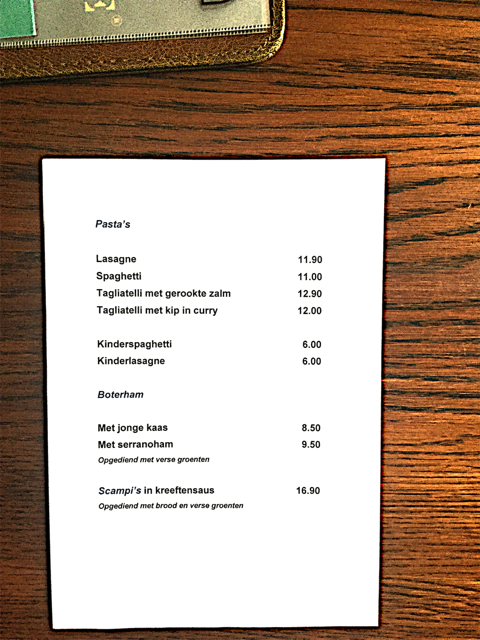 Pasta's
Lasagne 11.90
Spaghetti 11.00
Tagliatelli met gerookte zalm 12.90
Tagliatelli met kip in curry 12.00
Kinderspaghetti 6.00
Kinderlasagne 6.00
Boterham
Met jonge kaas 8.50
Met serranoham 9.50
Opgediend met verse groenten
Scampi's in kreeftensaus 16.90
Opgediend met brood en verse groenten